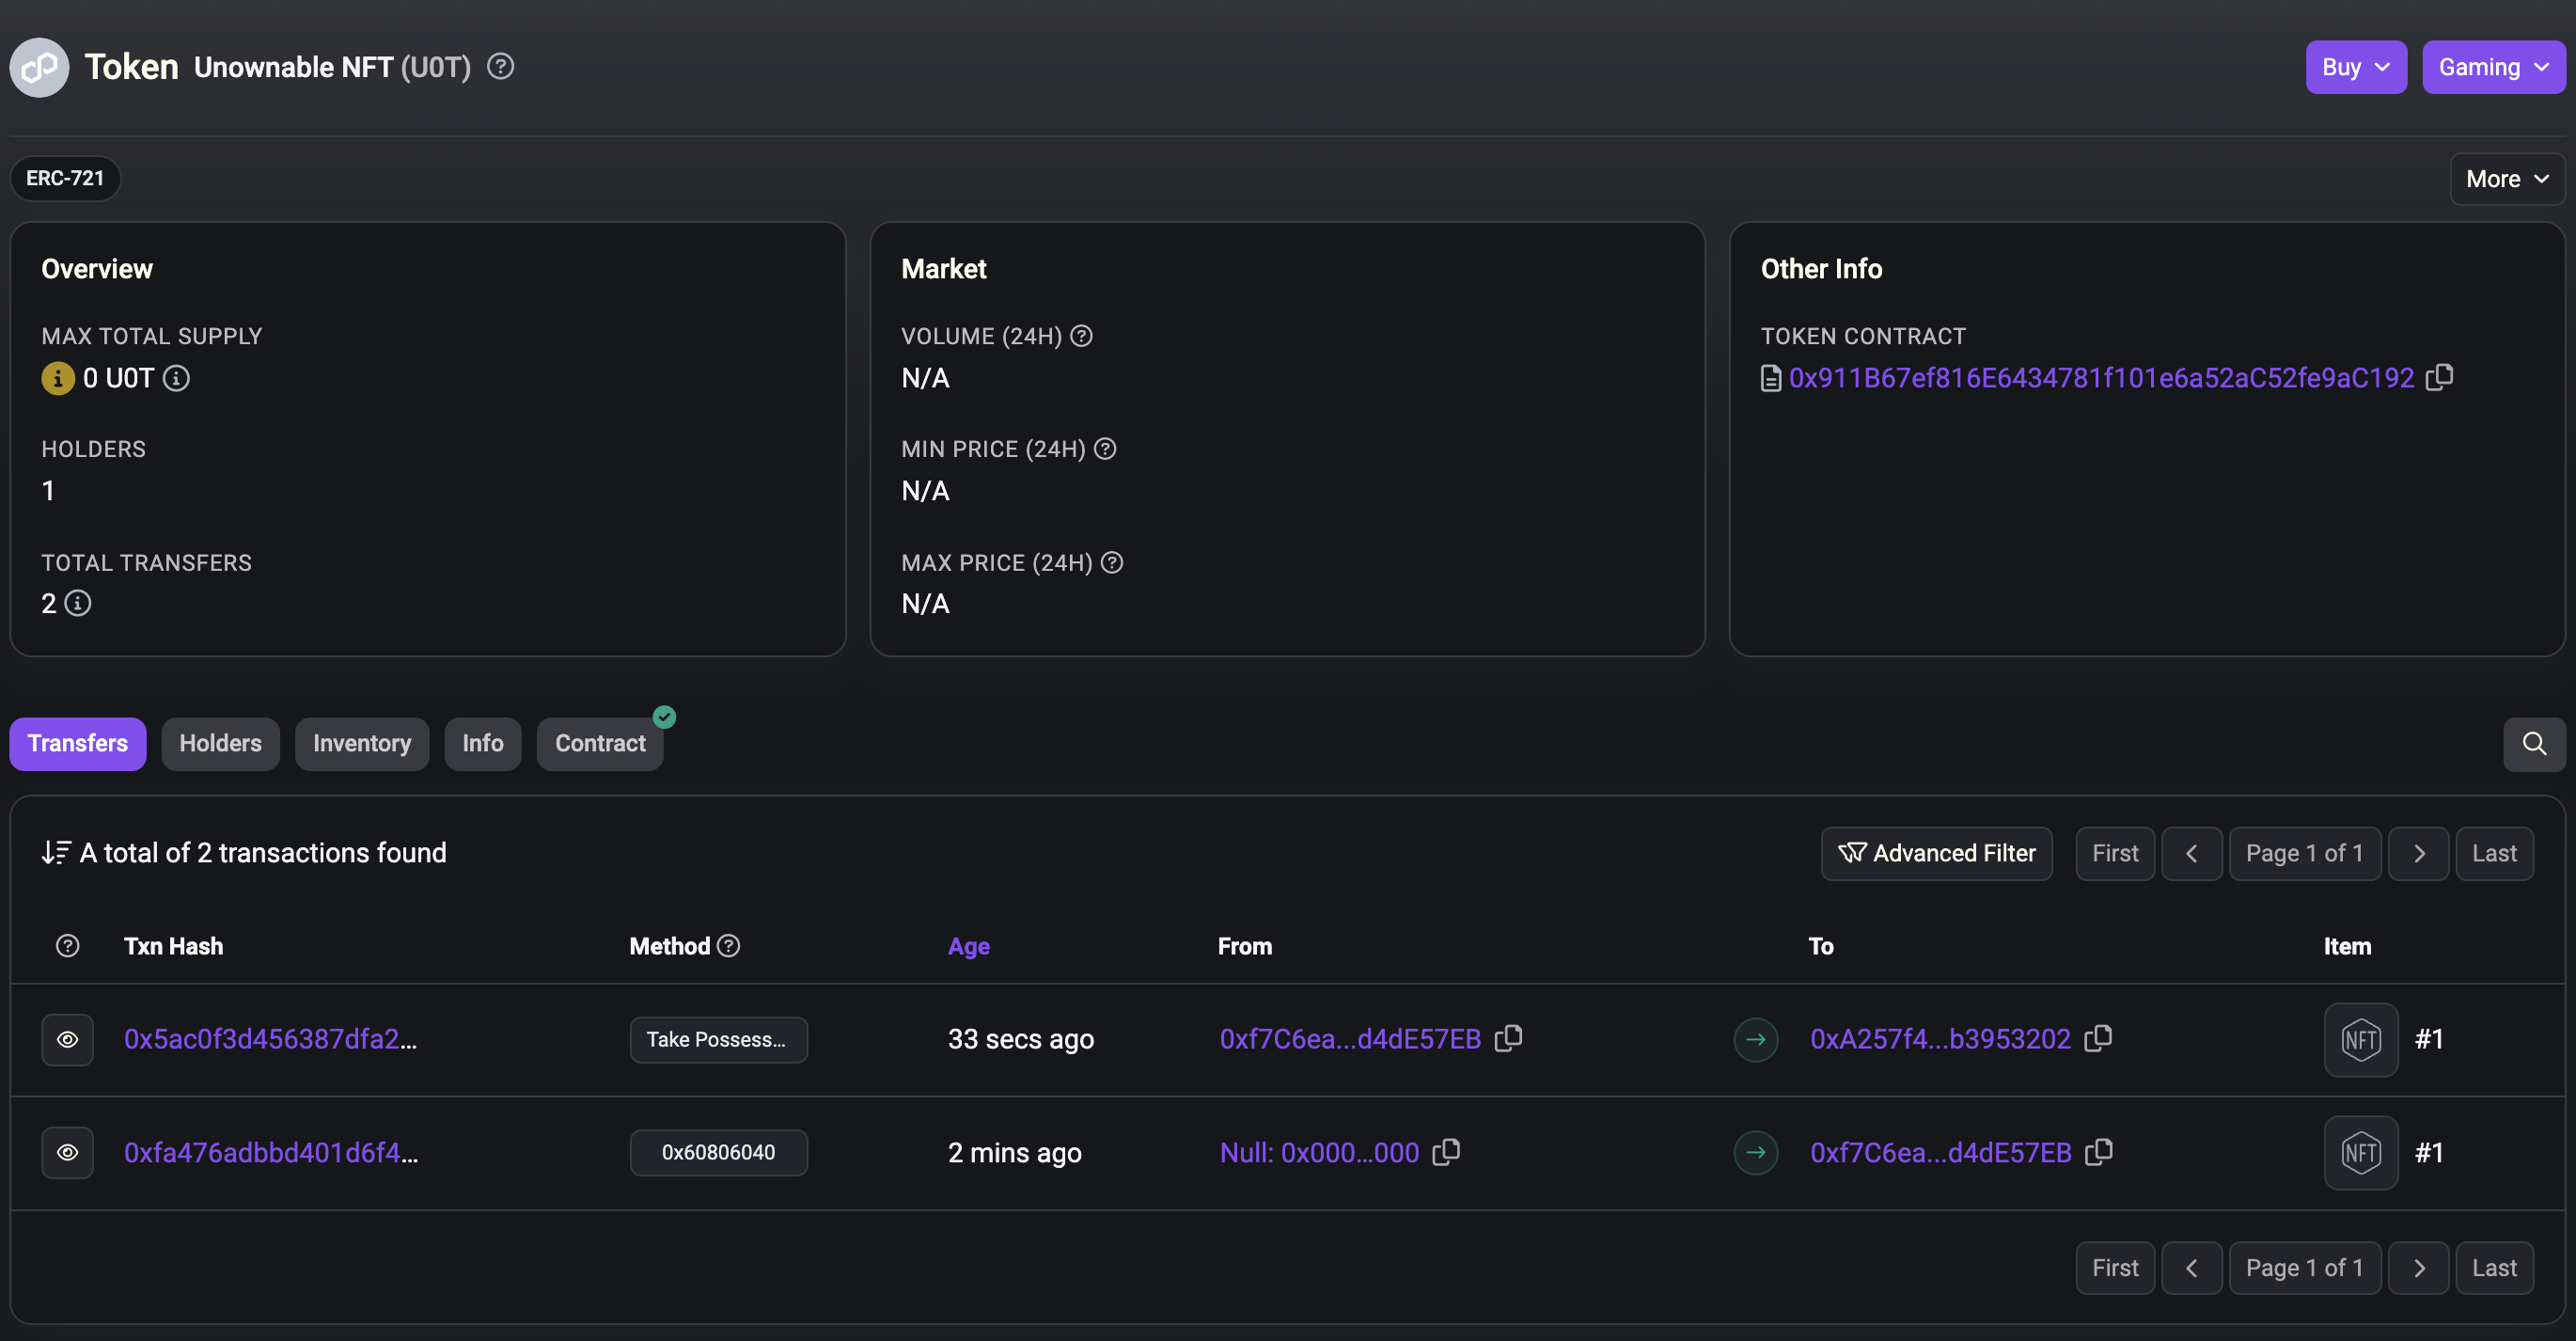 Token Unownable NFT (U0T)
Buy
Gaming
ERC-721
More
Overview
MAX TOTAL SUPPLY
0 U0T
HOLDERS
1
TOTAL TRANSFERS
2
Market
VOLUME (24H)
N/A
MIN PRICE (24H)
N/A
MAX PRICE (24H)
N/A
Other Info
TOKEN CONTRACT
0x911B67ef816E6434781f101e6a52aC52fe9aC192
Transfers Holders Inventory Info Contract
A total of 2 transactions found
Advanced Filter First Page 1 of 1 Last
Txn Hash Method Age From To Item
0x5ac0f3d456387dfa2... Take Possess... 33 secs ago 0xf7C6ea...d4dE57EB 0xA257f4...b3953202 NFT #1
0xfa476adbbd401d6f4... 0x60806040 2 mins ago Null: 0x000...000 0xf7C6ea...d4dE57EB NFT #1
First Page 1 of 1 Last